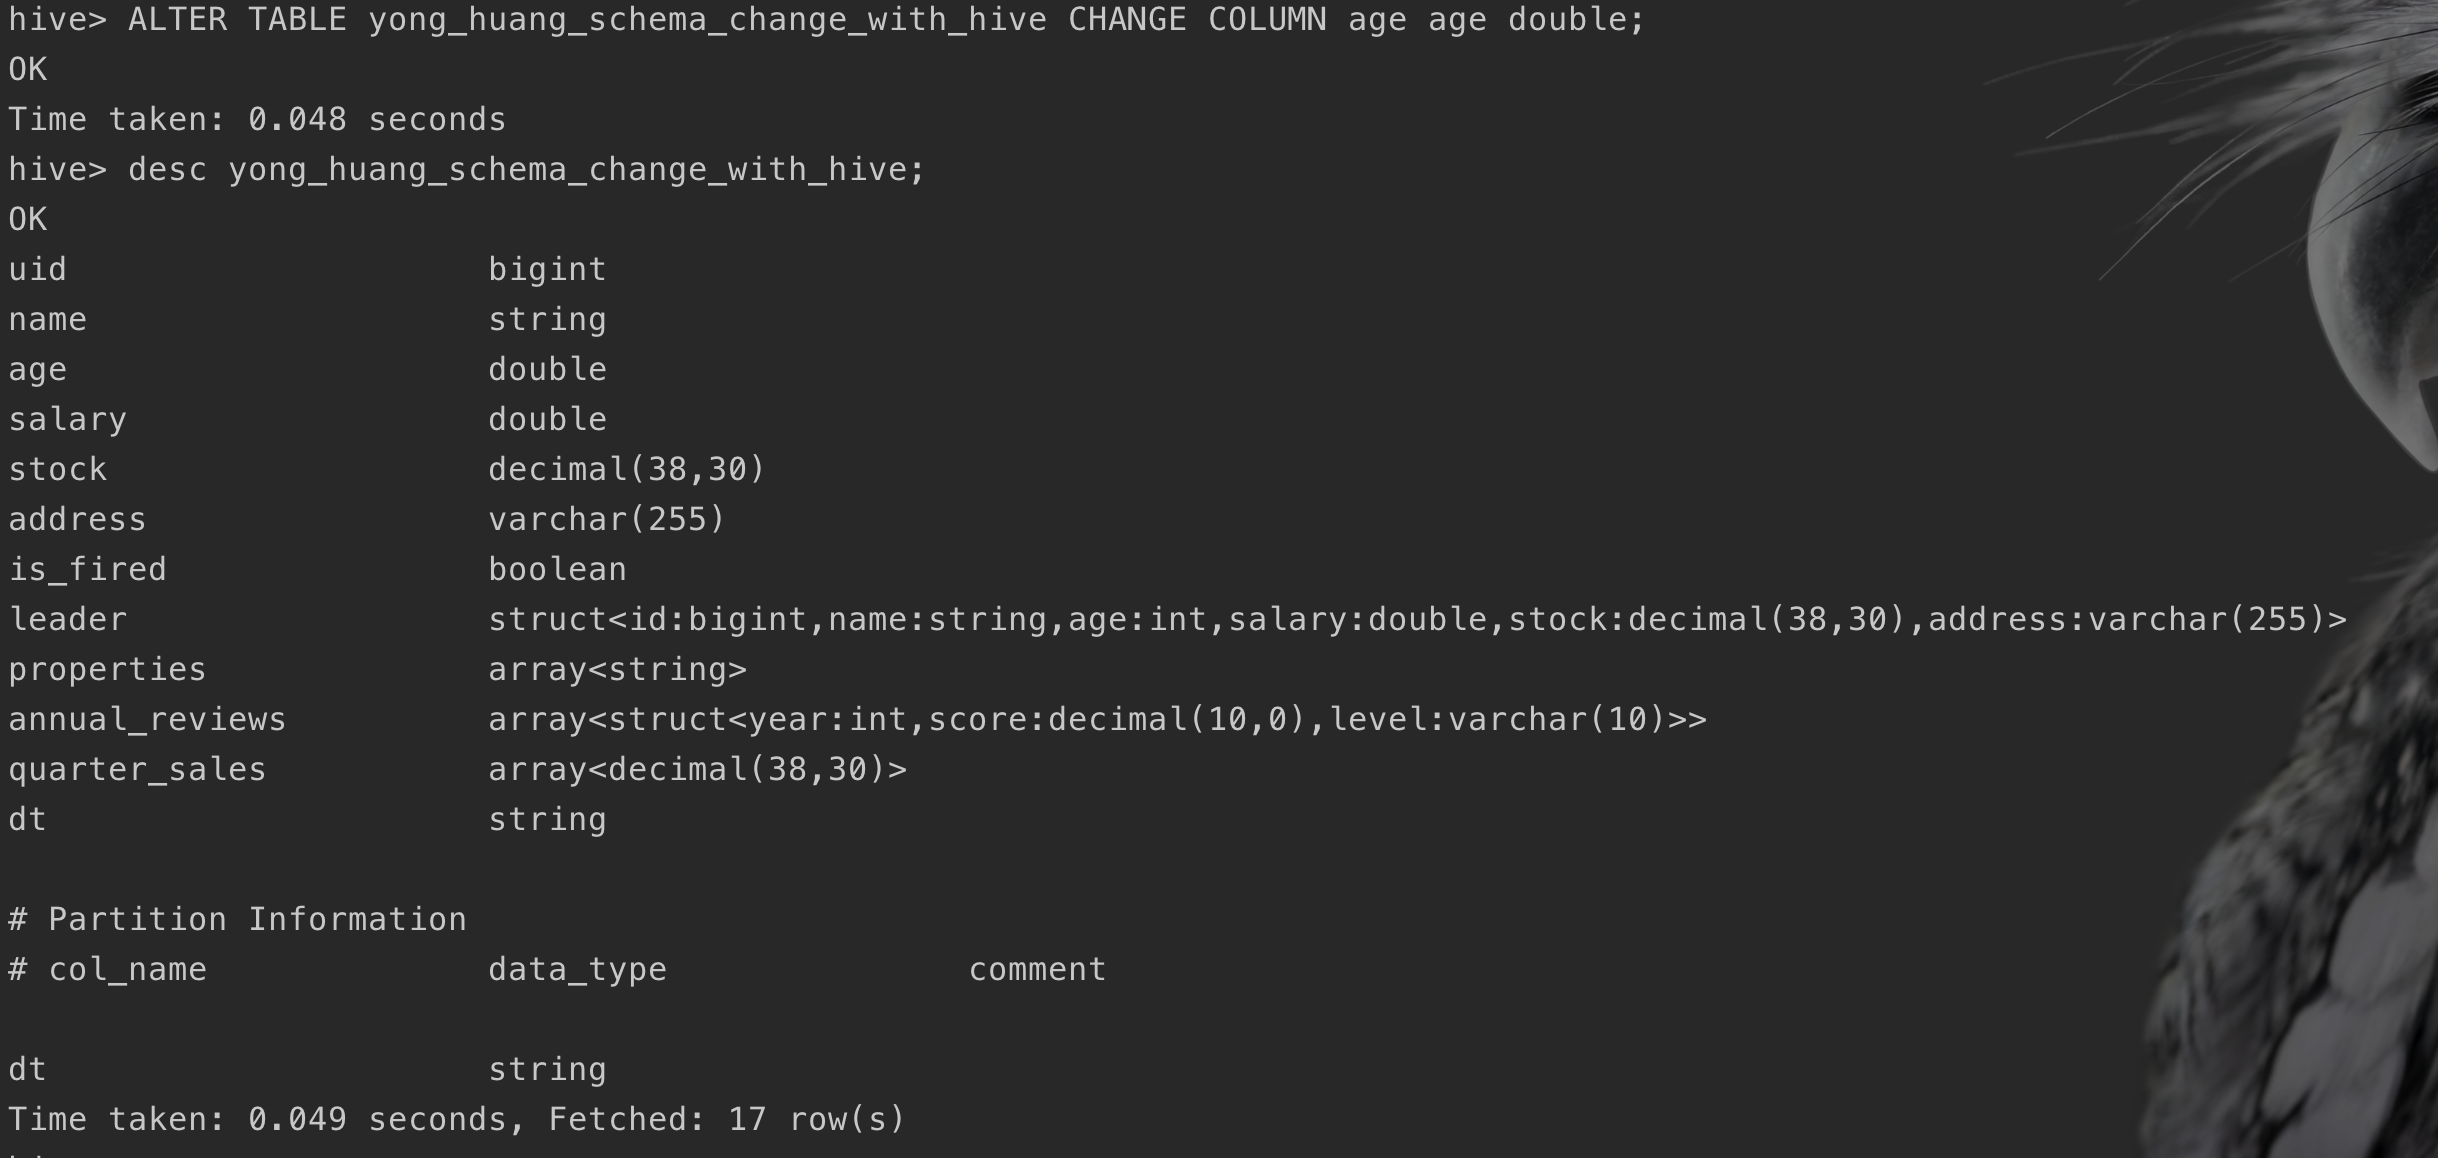 hive> ALTER TABLE yong_huang_schema_change_with_hive CHANGE COLUMN age age double;
OK
Time taken: 0.048 seconds
hive> desc yong_huang_schema_change_with_hive;
OK
uid bigint
name string
age double
salary double
stock decimal(38,30)
address varchar(255)
is_fired boolean
leader struct<id:bigint,name:string,age:int,salary:double,stock:decimal(38,30),address:varchar(255)>
properties array<string>
annual_reviews array<struct<year:int,score:decimal(10,0),level:varchar(10)>>
quarter_sales array<decimal(38,30)>
dt string
# Partition Information
# col_name data_type comment
dt string
Time taken: 0.049 seconds, Fetched: 17 row(s)